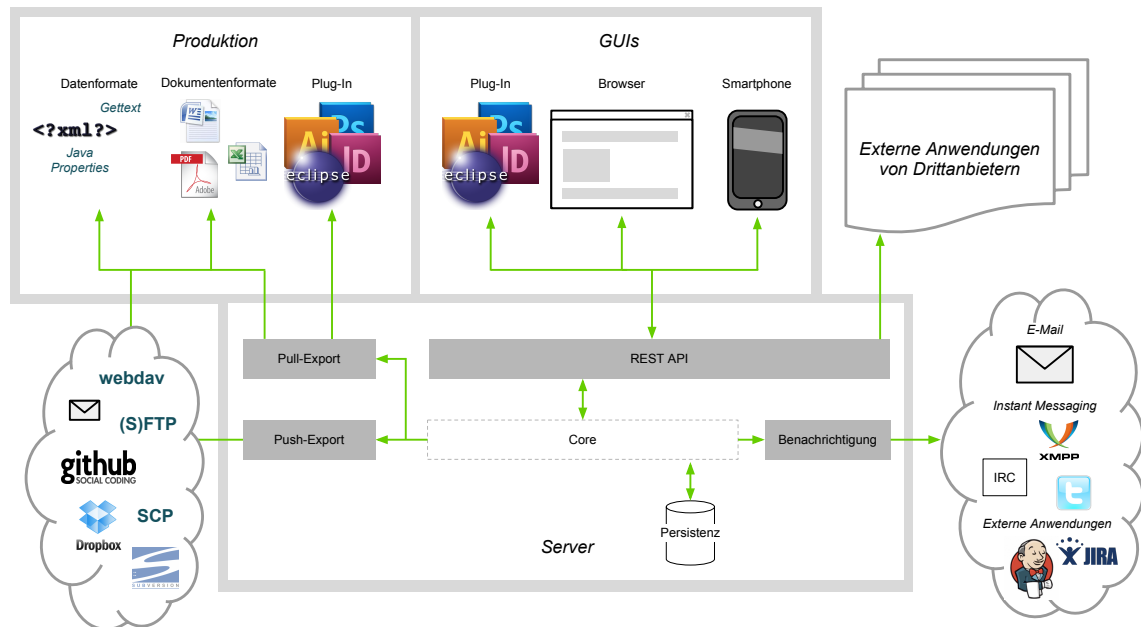 Produktion
Datenformate
Dokumentenformate
Plug-In
Gettext
<?xml?>
Java
Properties
W
PDF
Adobe
X
Ai
Ps
ID
eclipse
GUIs
Plug-In
Browser
Smartphone
Ai
Ps
ID
eclipse
Externe Anwendungen
von Drittanbietern
Pull-Export
REST API
Push-Export
Core
Benachrichtigung
Persistenz
Server
webdav
(S)FTP
github
SOCIAL CODING
SCP
Dropbox
SUBVERSION
E-Mail
Instant Messaging
XMPP
IRC
t
Externe Anwendungen
JIRA